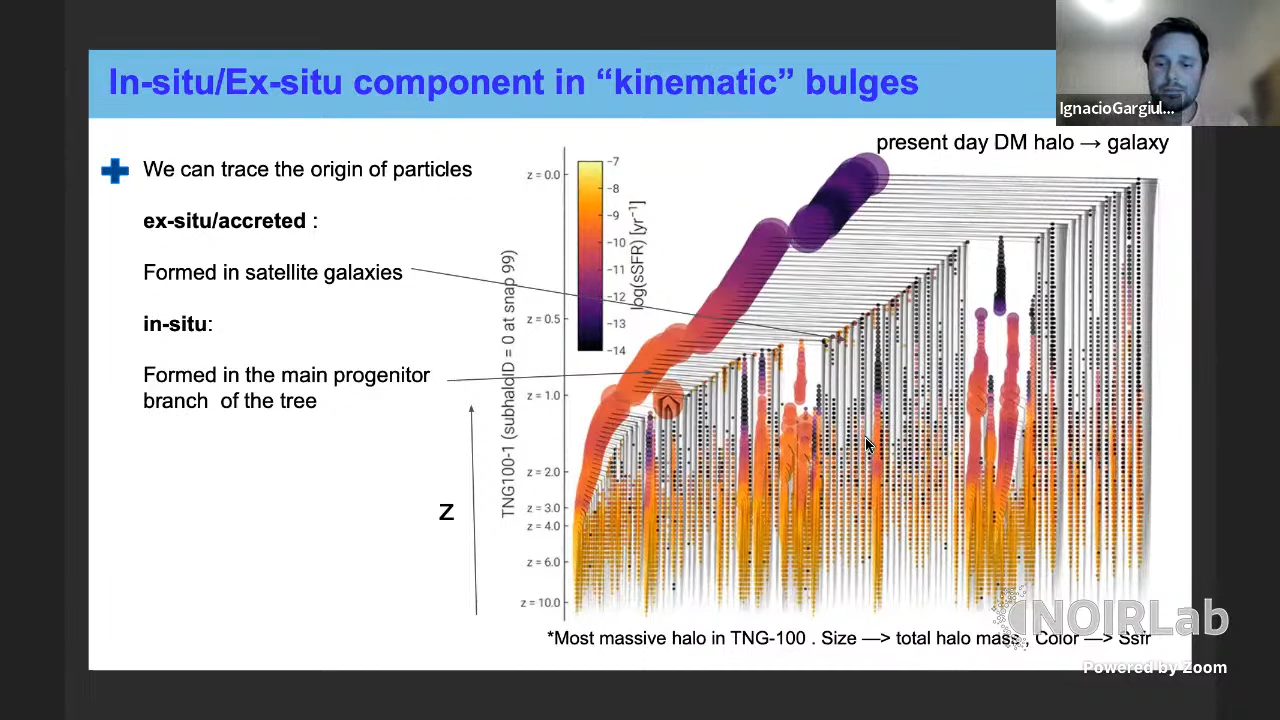 In-situ/Ex-situ component in “kinematic” bulges
IgnacioGargiul...
present day DM halo → galaxy
We can trace the origin of particles
ex-situ/accreted :
Formed in satellite galaxies
in-situ:
Formed in the main progenitor
branch of the tree
z
TNG100-1 (subhaloID = 0 at snap 99)
z = 0.0
z = 0.5
z = 1.0
z = 2.0
z = 3.0
z = 4.0
z = 6.0
z = 10.0
−7
−8
−9
−10
−11
−12
−13
−14
log(sSFR) [yr⁻¹]
*Most massive halo in TNG-100 . Size —> total halo mass , Color —> Ssfr
NOIRLab
Powered by Zoom